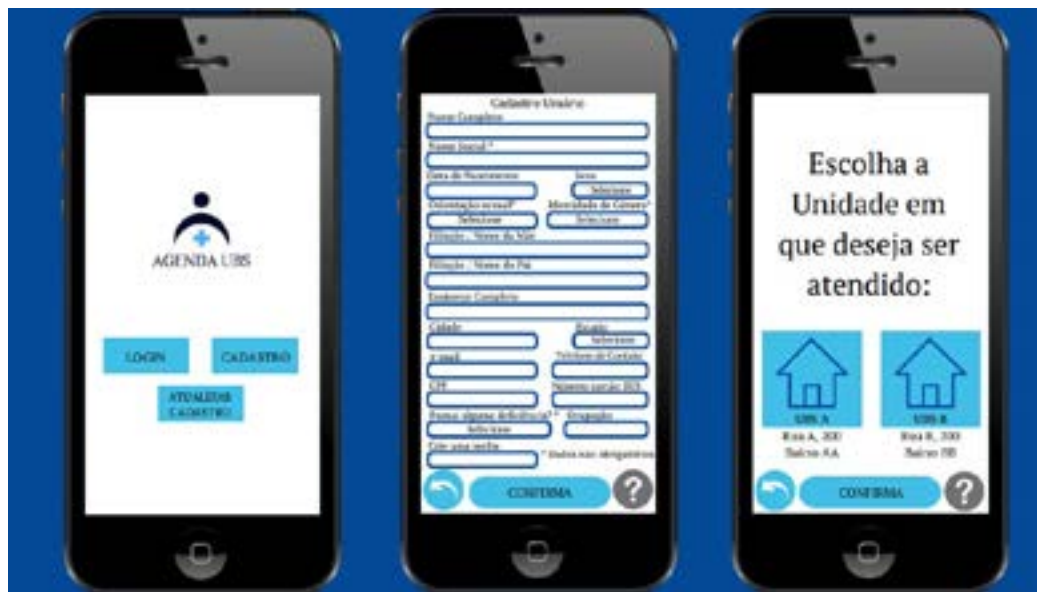 AGENDA UBS
LOGIN CADASTRO
ATUALIZAR
CADASTRO
Cadastro Usuário
Nome Completo
Nome Social *
Data de Nascimento Sexo
Selecione
Orientação sexual* Identidade de Gênero*
Selecione Selecione
Filiação / Nome da Mãe
Filiação / Nome do Pai
Endereço Completo
Cidade Estado
Selecione
e-mail Telefone de Contato
CPF Número cartão SUS
Possui alguma deficiência? * Ocupação
Selecione
Crie uma senha
* Dados não obrigatórios
CONFIRMA ?
Escolha a
Unidade em
que deseja ser
atendido:
UBS A UBS B
Rua A, 200 Rua B, 300
Bairro AA Bairro BB
CONFIRMA ?